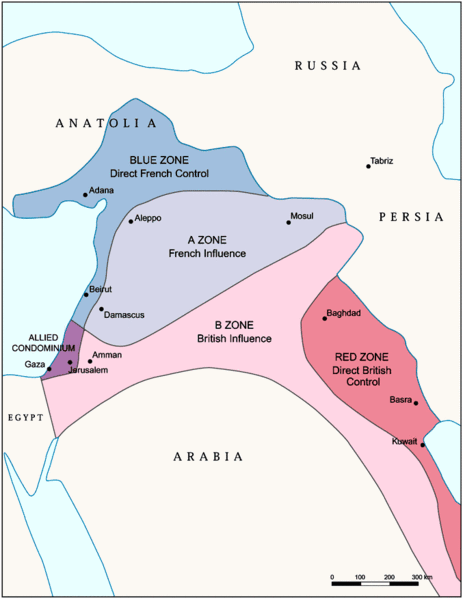 RUSSIA
ANATOLIA
BLUE ZONE
Direct French Control
Tabriz
Adana
Aleppo
Mosul
PERSIA
A ZONE
French Influence
Beirut
Damascus
Baghdad
B ZONE
British Influence
ALLIED
CONDOMINIUM
Amman
Gaza
Jerusalem
RED ZONE
Direct British
Control
EGYPT
Basra
Kuwait
ARABIA
0 100 200 300 km